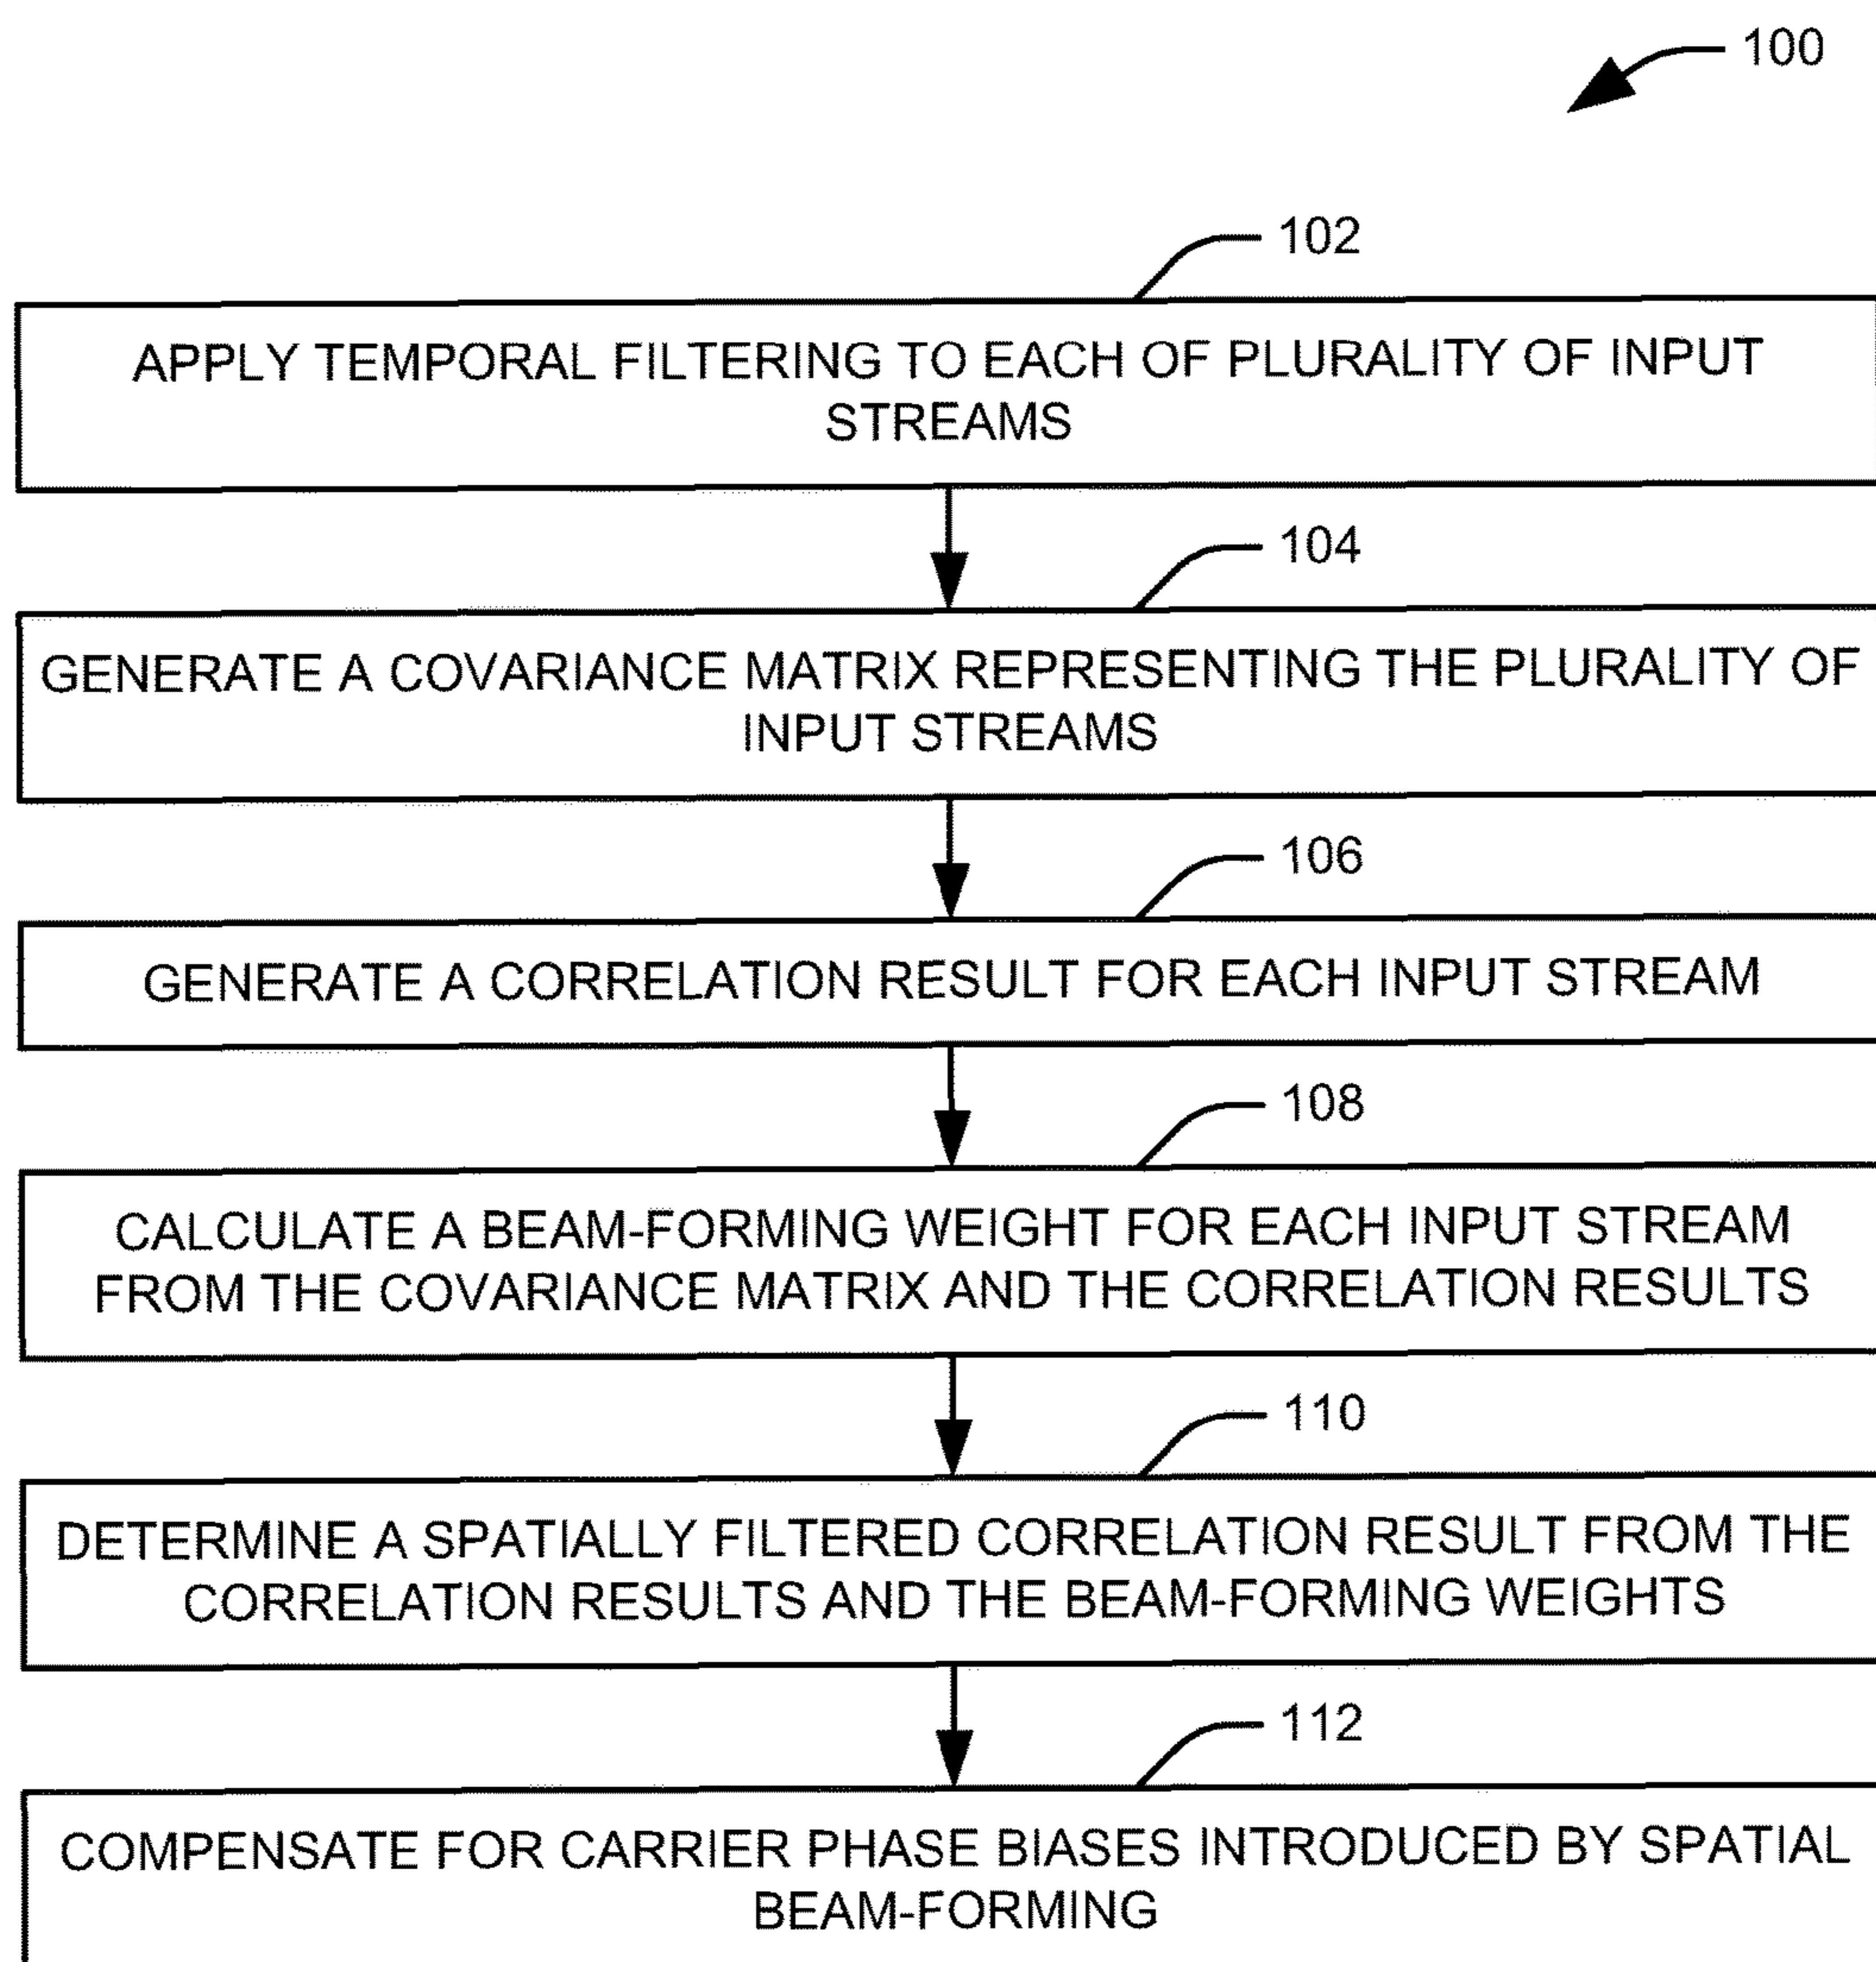 100
102
APPLY TEMPORAL FILTERING TO EACH OF PLURALITY OF INPUT
STREAMS
104
GENERATE A COVARIANCE MATRIX REPRESENTING THE PLURALITY OF
INPUT STREAMS
106
GENERATE A CORRELATION RESULT FOR EACH INPUT STREAM
108
CALCULATE A BEAM-FORMING WEIGHT FOR EACH INPUT STREAM
FROM THE COVARIANCE MATRIX AND THE CORRELATION RESULTS
110
DETERMINE A SPATIALLY FILTERED CORRELATION RESULT FROM THE
CORRELATION RESULTS AND THE BEAM-FORMING WEIGHTS
112
COMPENSATE FOR CARRIER PHASE BIASES INTRODUCED BY SPATIAL
BEAM-FORMING